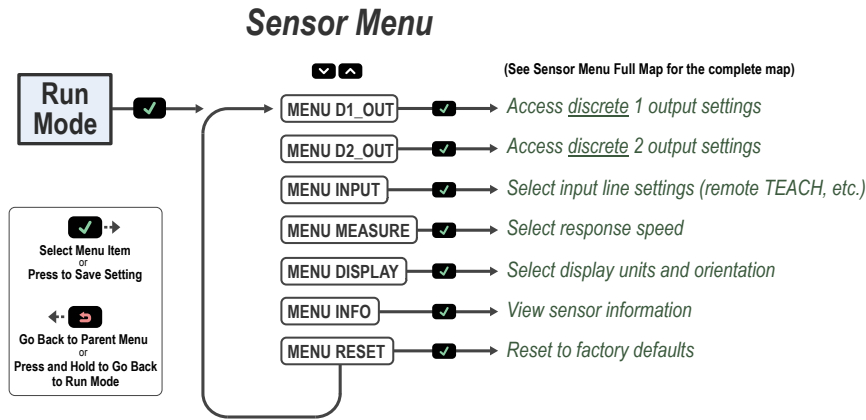 Sensor Menu
(See Sensor Menu Full Map for the complete map)
Run
Mode
MENU D1_OUT
Access discrete 1 output settings
MENU D2_OUT
Access discrete 2 output settings
MENU INPUT
Select input line settings (remote TEACH, etc.)
MENU MEASURE
Select response speed
MENU DISPLAY
Select display units and orientation
MENU INFO
View sensor information
MENU RESET
Reset to factory defaults
Select Menu Item
or
Press to Save Setting
Go Back to Parent Menu
or
Press and Hold to Go Back
to Run Mode